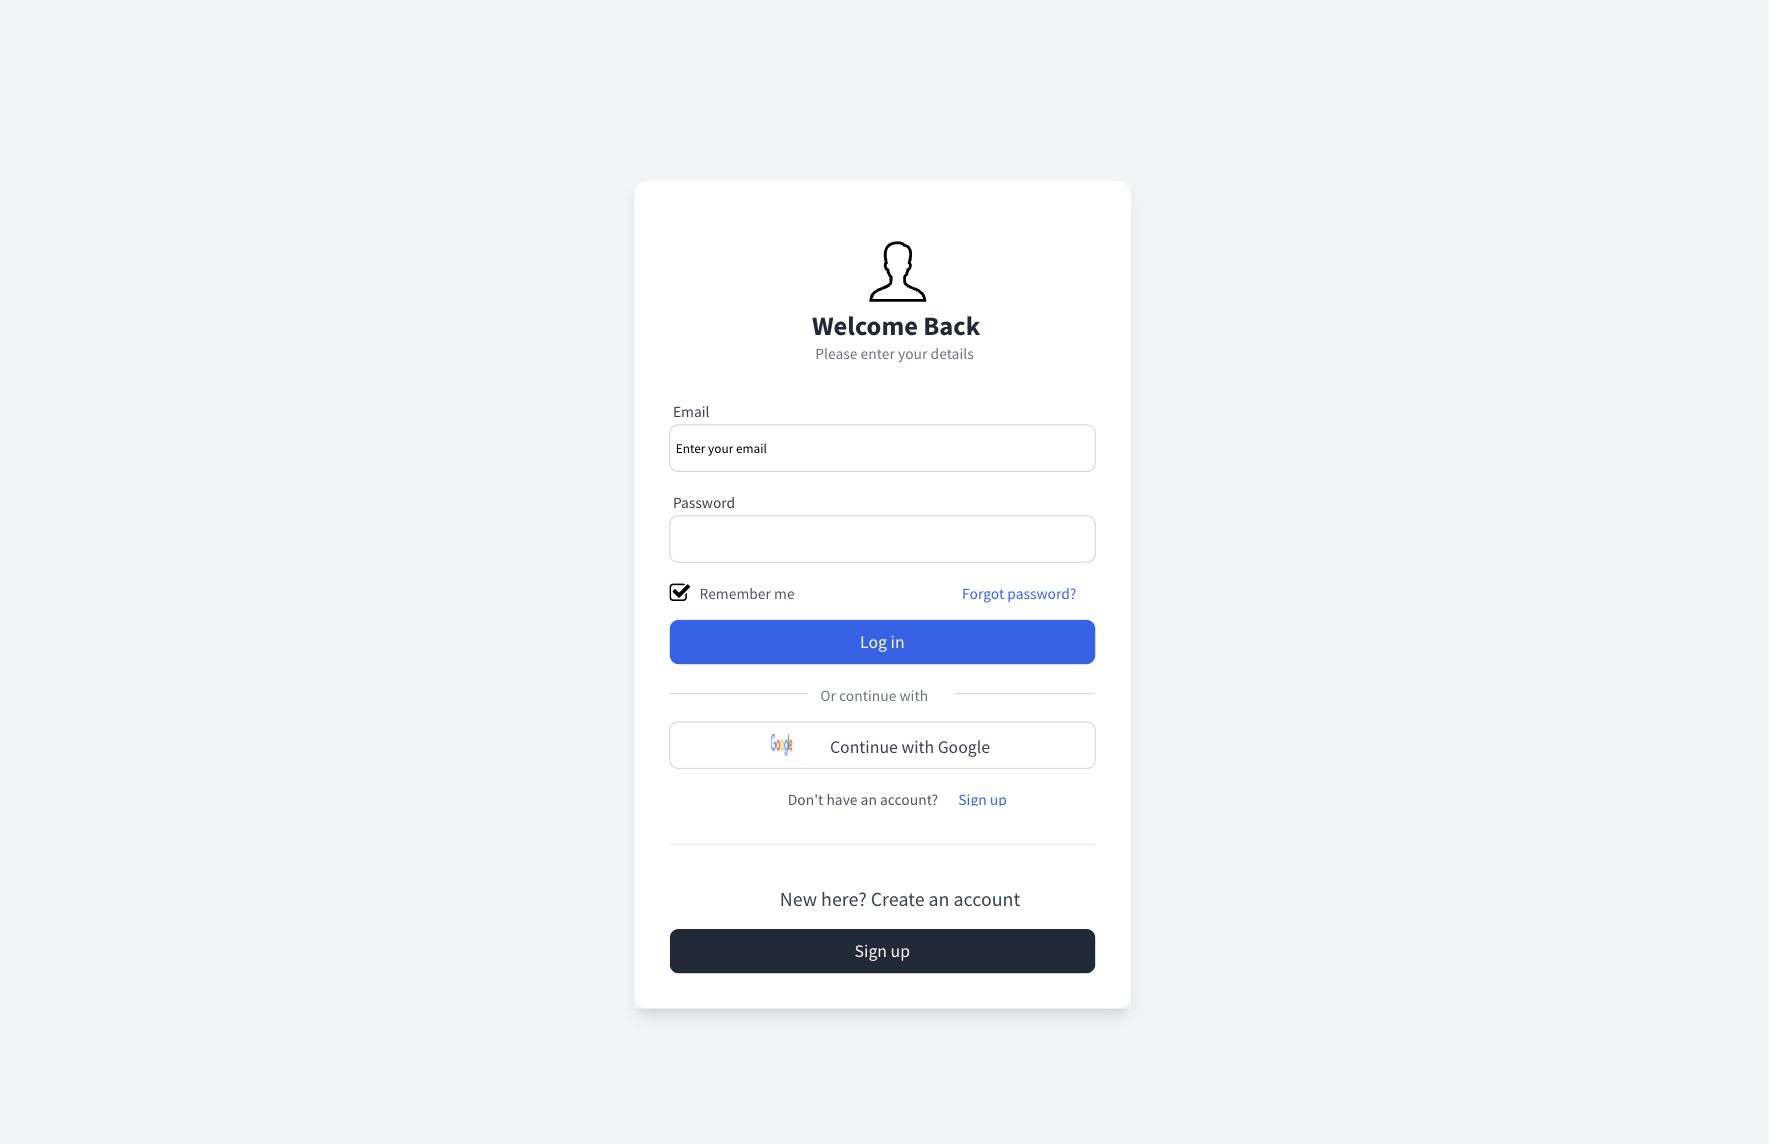 Welcome Back
Please enter your details
Email
Enter your email
Password
Remember me Forgot password?
Log in
Or continue with
Google Continue with Google
Don't have an account? Sign up
New here? Create an account
Sign up